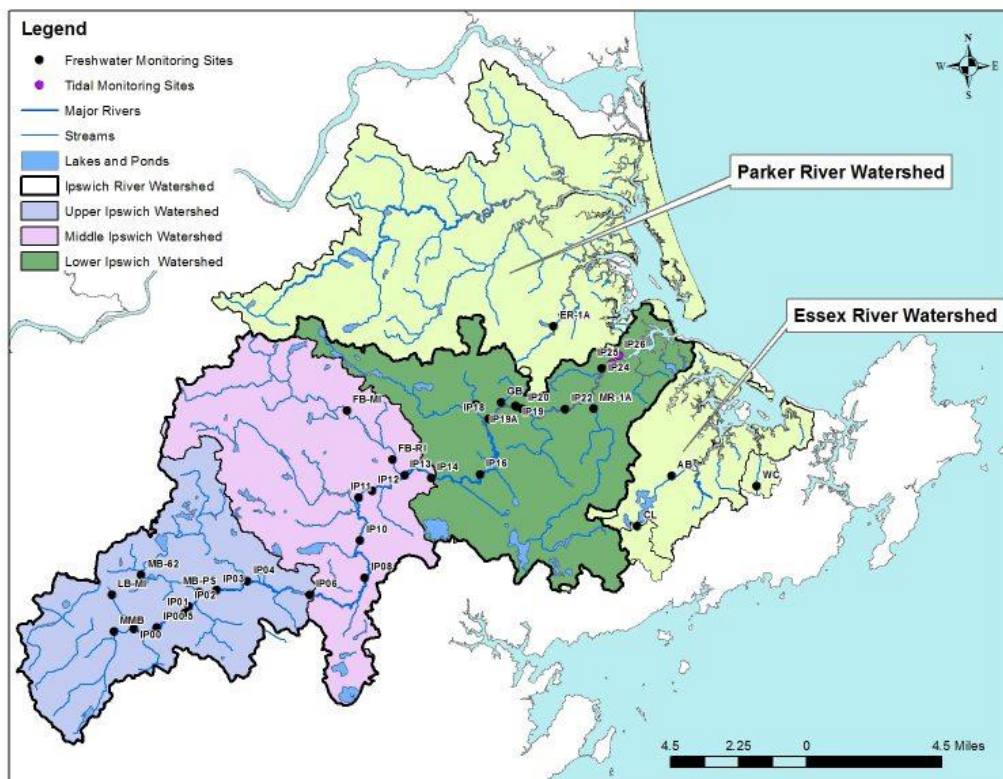 Legend
Freshwater Monitoring Sites
Tidal Monitoring Sites
Major Rivers
Streams
Lakes and Ponds
Ipswich River Watershed
Upper Ipswich Watershed
Middle Ipswich Watershed
Lower Ipswich Watershed
N
W E
S
Parker River Watershed
ER-1A
Essex River Watershed
IP26
IP25
IP24
FB-MI
IP18
GB
IP20
IP19
IP19A
IP22
MR-1A
FB-RI
IP13
IP14
IP16
AB
WC
IP12
IP11
CL
IP10
MB-62
IP08
LB-MI
MB-PS
IP03
IP04
IP06
IP02
IP01
IP00.5
MMB
IP00
4.5 2.25 0 4.5 Miles